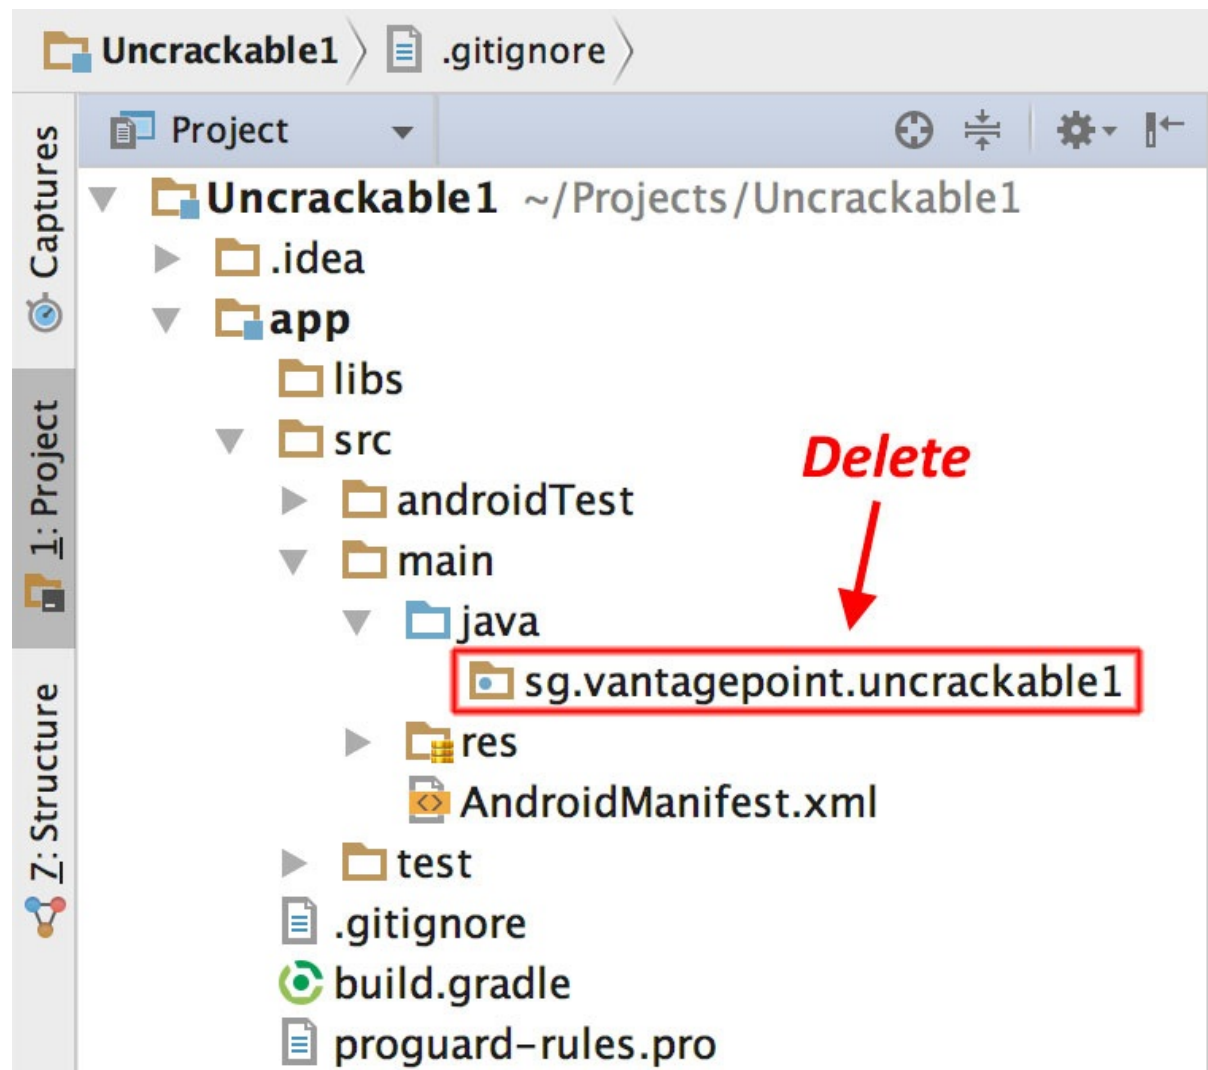 Uncrackable1 .gitignore
Project
Captures
1: Project
7: Structure
Uncrackable1 ~/Projects/Uncrackable1
.idea
app
libs
src
androidTest
main
java
Delete
sg.vantagepoint.uncrackable1
res
AndroidManifest.xml
test
.gitignore
build.gradle
proguard-rules.pro